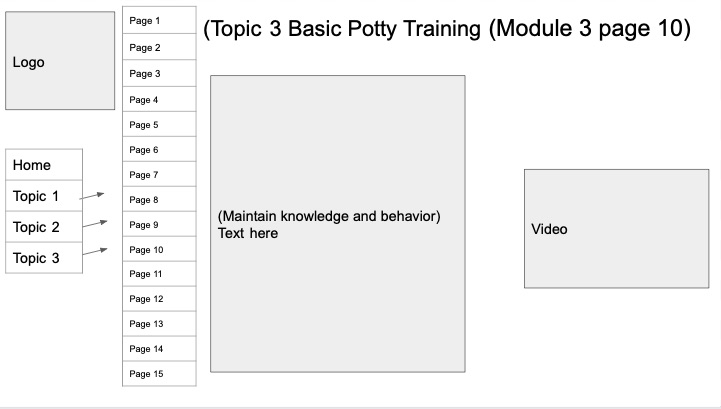 (Topic 3 Basic Potty Training (Module 3 page 10)
Logo
Home
Topic 1
Topic 2
Topic 3
Page 1
Page 2
Page 3
Page 4
Page 5
Page 6
Page 7
Page 8
Page 9
Page 10
Page 11
Page 12
Page 13
Page 14
Page 15
(Maintain knowledge and behavior)
Text here
Video